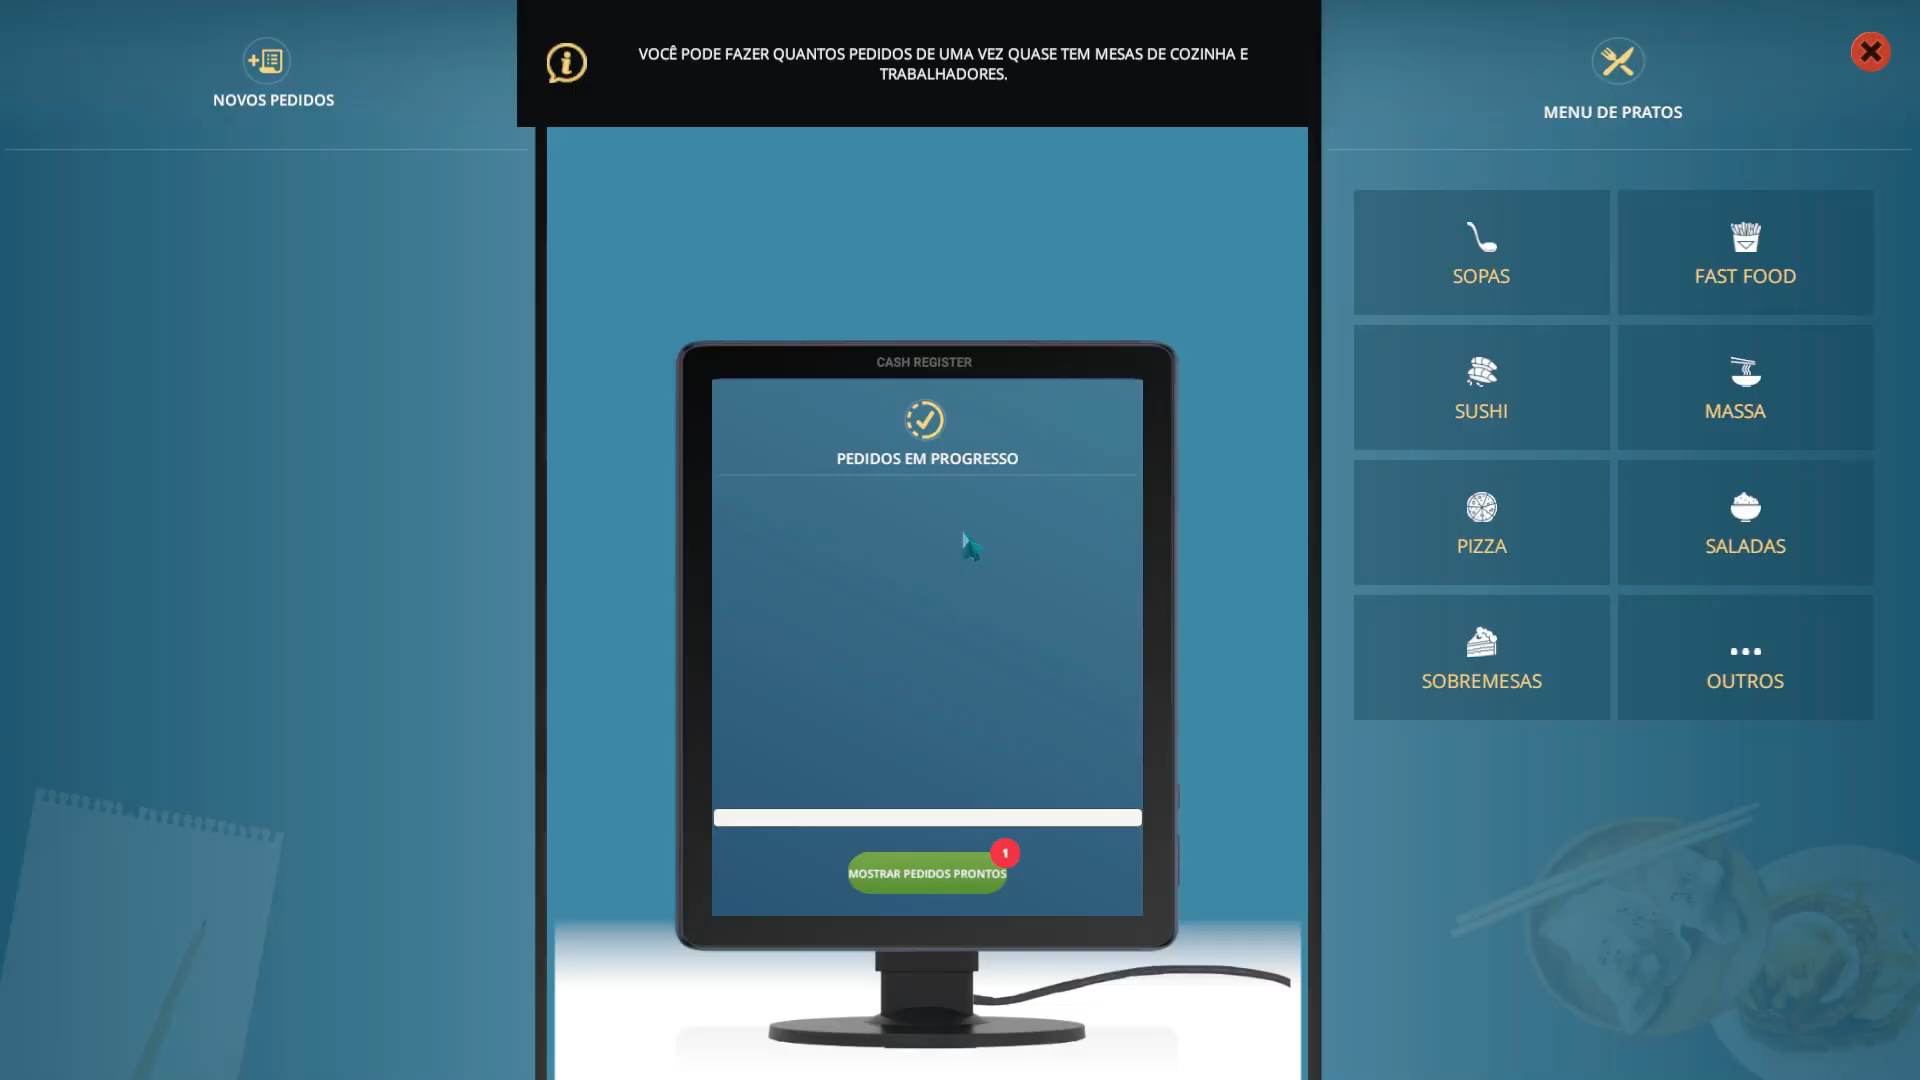 NOVOS PEDIDOS
VOCÊ PODE FAZER QUANTOS PEDIDOS DE UMA VEZ QUASE TEM MESAS DE COZINHA E
TRABALHADORES.
MENU DE PRATOS
SOPAS
FAST FOOD
SUSHI
MASSA
PIZZA
SALADAS
SOBREMESAS
OUTROS
CASH REGISTER
PEDIDOS EM PROGRESSO
1
MOSTRAR PEDIDOS PRONTOS